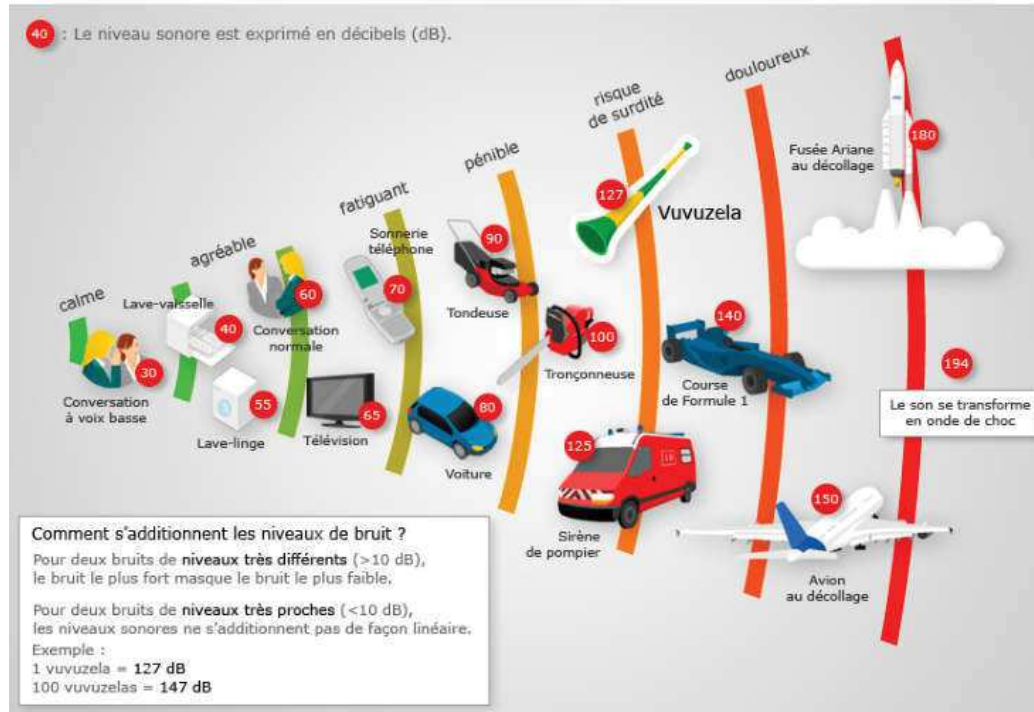 40 : Le niveau sonore est exprimé en décibels (dB).
calme
agréable
fatiguant
pénible
risque
de surdité
douloureux
30
Conversation
à voix basse
Lave-vaisselle
40
55
Lave-linge
60
Conversation
normale
65
Télévision
Sonnerie
téléphone
70
80
Voiture
90
Tondeuse
100
Tronçonneuse
127
Vuvuzela
125
Sirène
de pompier
140
Course
de Formule 1
150
Avion
au décollage
Fusée Ariane
au décollage
180
194
Le son se transforme
en onde de choc
Comment s'additionnent les niveaux de bruit ?
Pour deux bruits de niveaux très différents (>10 dB),
le bruit le plus fort masque le bruit le plus faible.
Pour deux bruits de niveaux très proches (<10 dB),
les niveaux sonores ne s'additionnent pas de façon linéaire.
Exemple :
1 vuvuzela = 127 dB
100 vuvuzelas = 147 dB